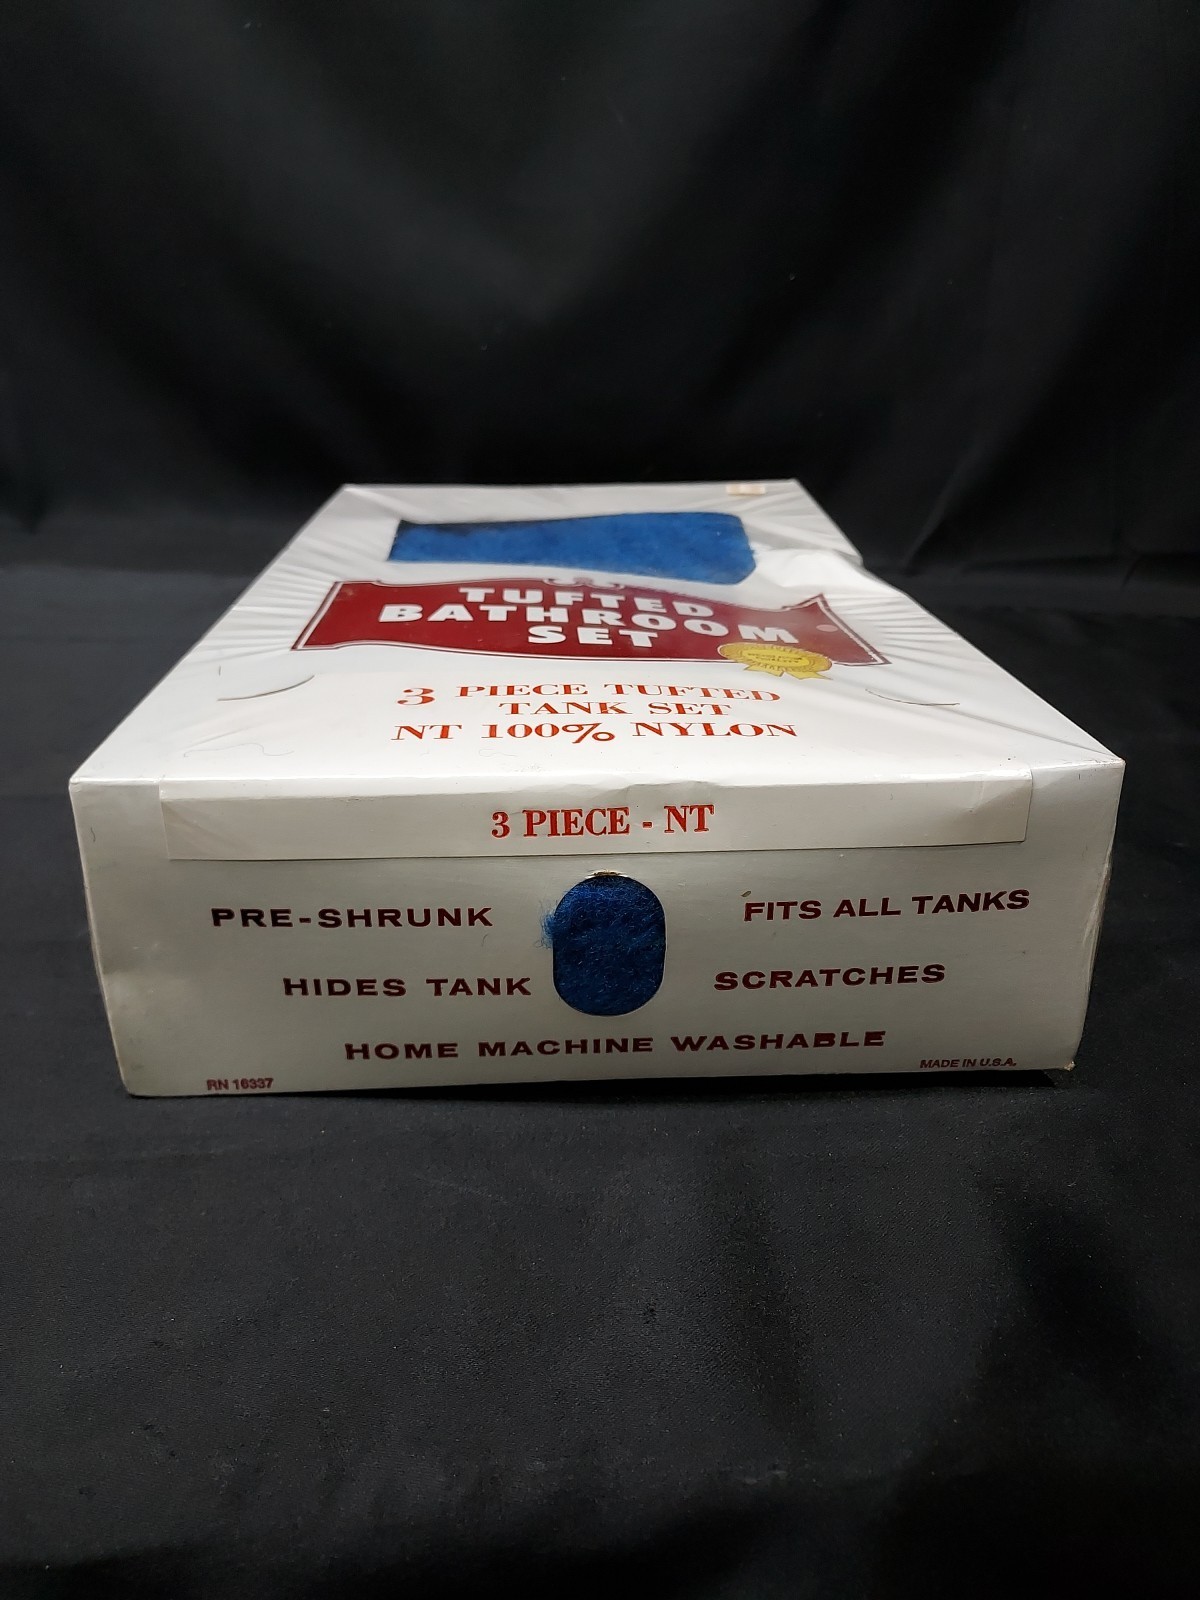 TUFTED
BATHROOM
SET
3 PIECE TUFTED
TANK SET
NT 100% NYLON
3 PIECE - NT
PRE-SHRUNK
FITS ALL TANKS
HIDES TANK
SCRATCHES
HOME MACHINE WASHABLE
RN 16337
MADE IN U.S.A.